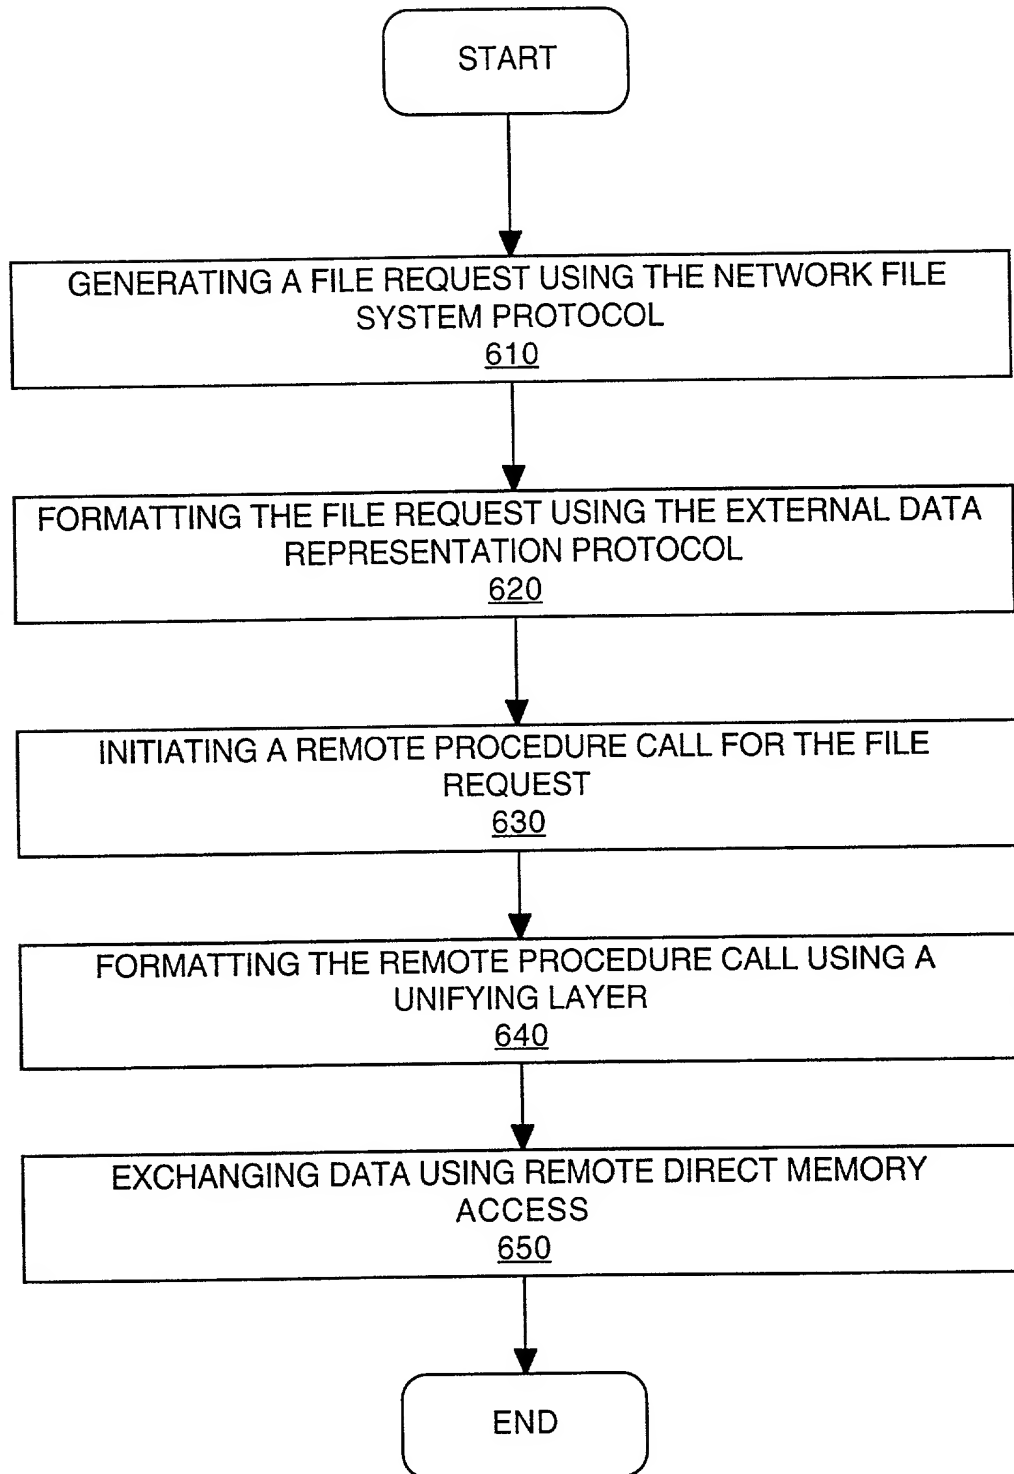 START
GENERATING A FILE REQUEST USING THE NETWORK FILE
SYSTEM PROTOCOL
610
FORMATTING THE FILE REQUEST USING THE EXTERNAL DATA
REPRESENTATION PROTOCOL
620
INITIATING A REMOTE PROCEDURE CALL FOR THE FILE
REQUEST
630
FORMATTING THE REMOTE PROCEDURE CALL USING A
UNIFYING LAYER
640
EXCHANGING DATA USING REMOTE DIRECT MEMORY
ACCESS
650
END